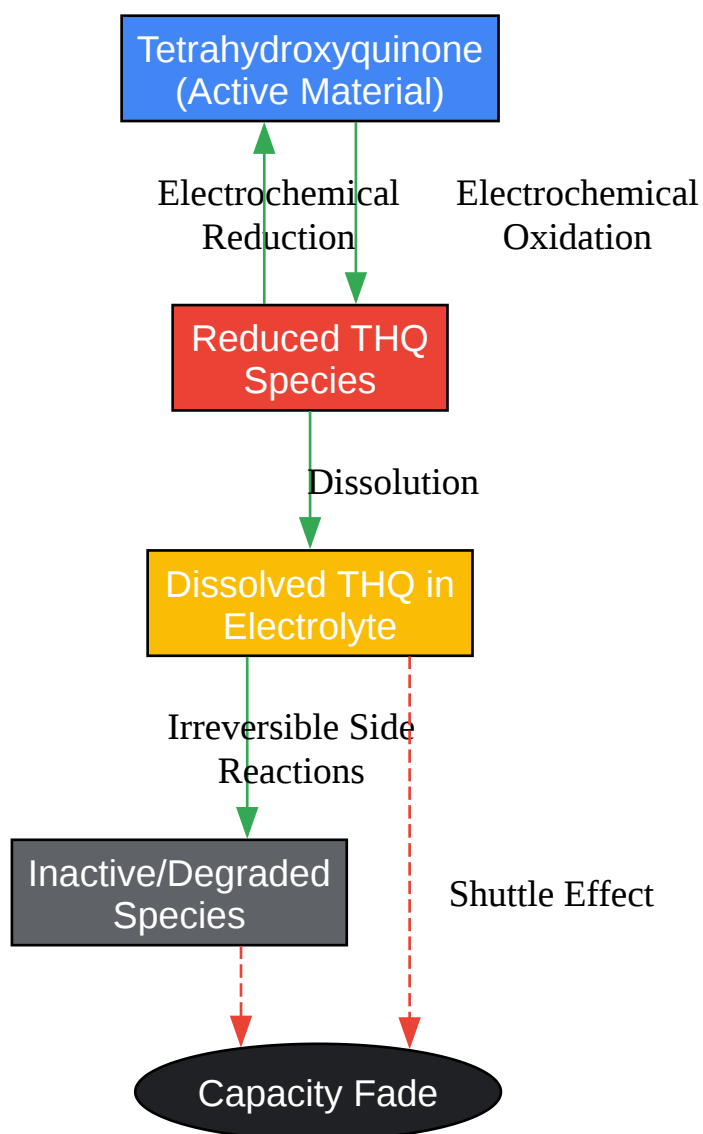 Tetrahydroxyquinone
(Active Material)
Electrochemical
Reduction
Electrochemical
Oxidation
Reduced THQ
Species
Dissolution
Dissolved THQ in
Electrolyte
Irreversible Side
Reactions
Inactive/Degraded
Species
Shuttle Effect
Capacity Fade